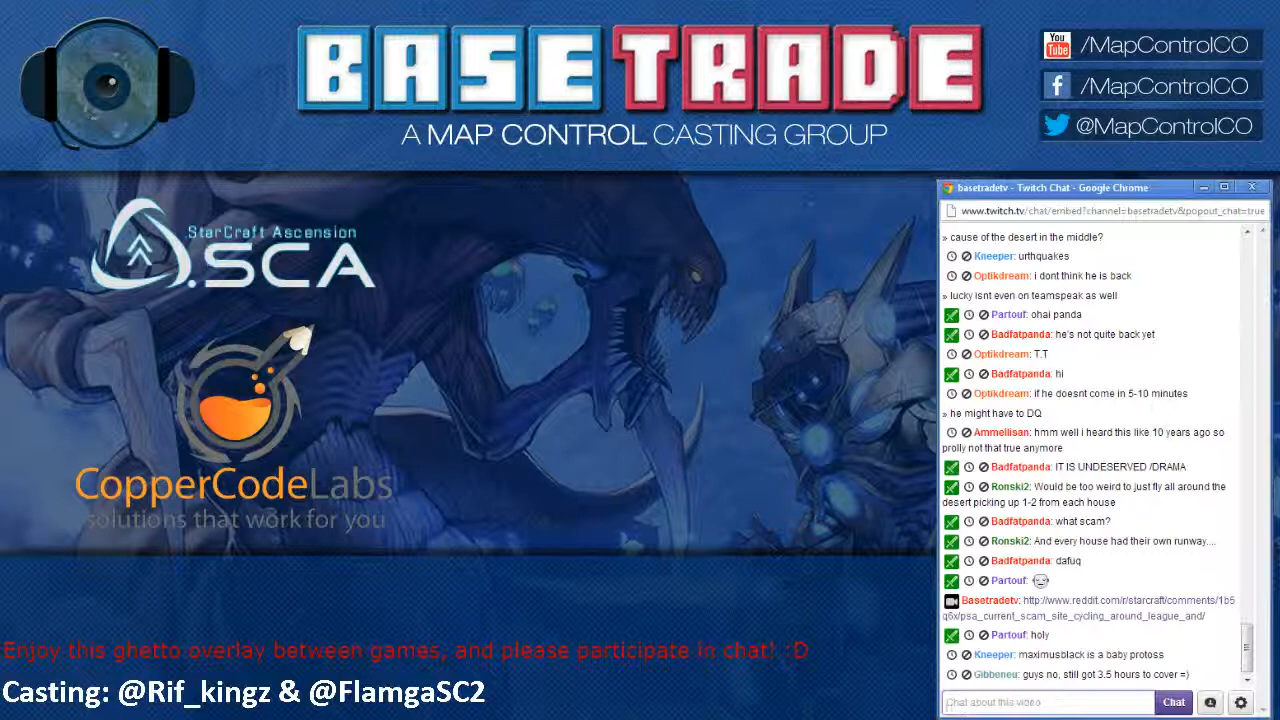 BASETRADE
A MAP CONTROL CASTING GROUP
You Tube /MapControlCO
f /MapControlCO
@MapControlCO
StarCraft Ascension
.SCA
CopperCodeLabs
solutions that work for you
basetradetv - Twitch Chat - Google Chrome
www.twitch.tv/chat/embed?channel=basetradetv&popout_chat=true
» cause of the desert in the middle?
Kneeper: urthquakes
Optikdream: i dont think he is back
» lucky isnt even on teamspeak as well
Partouf: ohai panda
Badfatpanda: he's not quite back yet
Optikdream: T.T
Badfatpanda: hi
Optikdream: if he doesnt come in 5-10 minutes
» he might have to DQ
Ammellisan: hmm well i heard this like 10 years ago so
prolly not that true anymore
Badfatpanda: IT IS UNDESERVED /DRAMA
Ronski2: Would be too weird to just fly all around the
desert picking up 1-2 from each house
Badfatpanda: what scam?
Ronski2: And every house had their own runway....
Badfatpanda: dafuq
Partouf:
Basetradetv: http://www.reddit.com/r/starcraft/comments/1b5
q6x/psa_current_scam_site_cycling_around_league_and/
Partouf: holy
Kneeper: maximusblack is a baby protoss
Gibbeneu: guys no, still got 3.5 hours to cover =)
Chat about this video
Chat
Enjoy this ghetto overlay between games, and please participate in chat! :D
Casting: @Rif_kingz & @FlamgaSC2